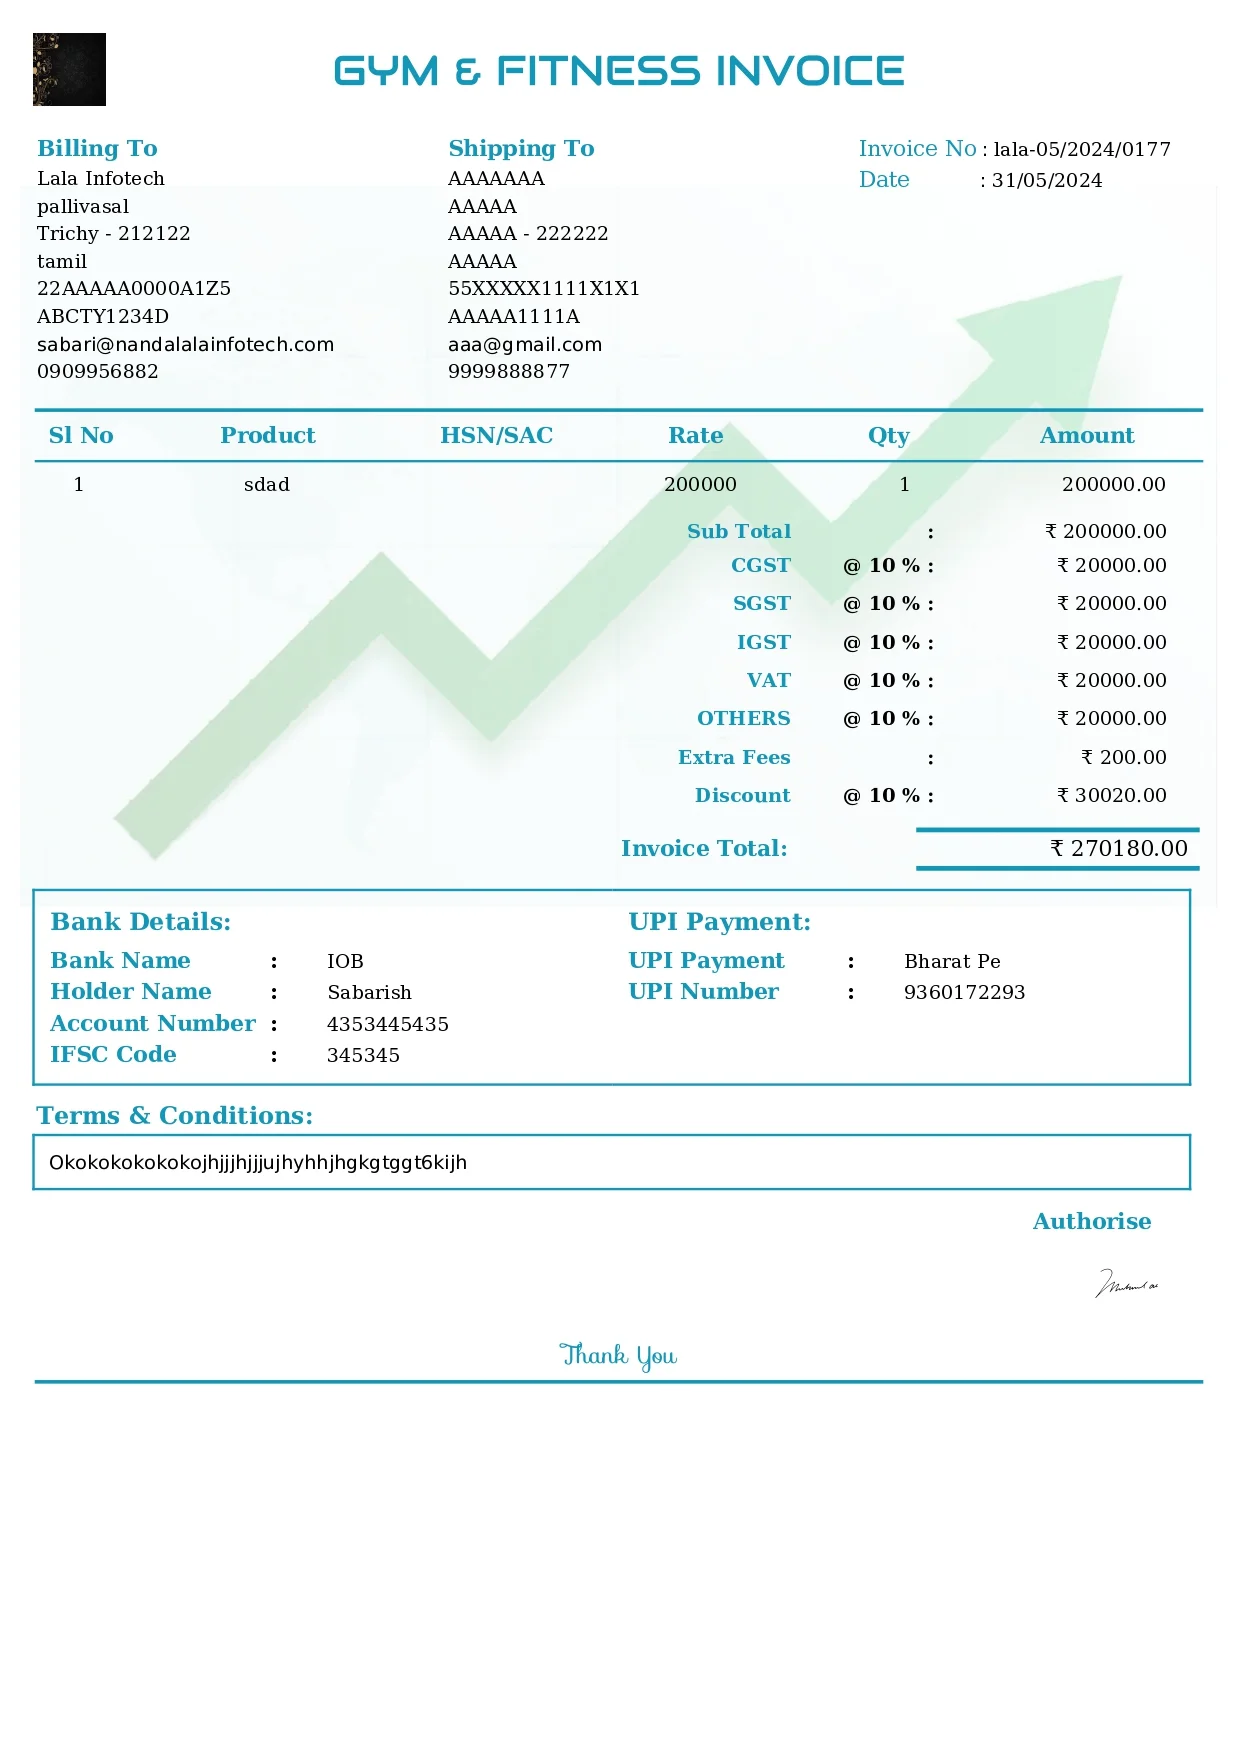 GYM & FITNESS INVOICE
Billing To
Lala Infotech
pallivasal
Trichy - 212122
tamil
22AAAAA0000A1Z5
ABCTY1234D
sabari@nandalalainfotech.com
0909956882
Shipping To
AAAAAAA
AAAAA
AAAAA - 222222
AAAAA
55XXXXX1111X1X1
AAAAA1111A
aaa@gmail.com
9999888877
Invoice No : lala-05/2024/0177
Date : 31/05/2024
Sl No Product HSN/SAC Rate Qty Amount
1 sdad 200000 1 200000.00
Sub Total : ₹ 200000.00
CGST @ 10 % : ₹ 20000.00
SGST @ 10 % : ₹ 20000.00
IGST @ 10 % : ₹ 20000.00
VAT @ 10 % : ₹ 20000.00
OTHERS @ 10 % : ₹ 20000.00
Extra Fees : ₹ 200.00
Discount @ 10 % : ₹ 30020.00
Invoice Total: ₹ 270180.00
Bank Details:
Bank Name : IOB
Holder Name : Sabarish
Account Number : 4353445435
IFSC Code : 345345
UPI Payment:
UPI Payment : Bharat Pe
UPI Number : 9360172293
Terms & Conditions:
Okokokokokokojhjjjhjjjujhyhhjhgkgtggt6kijh
Authorise
Thank You